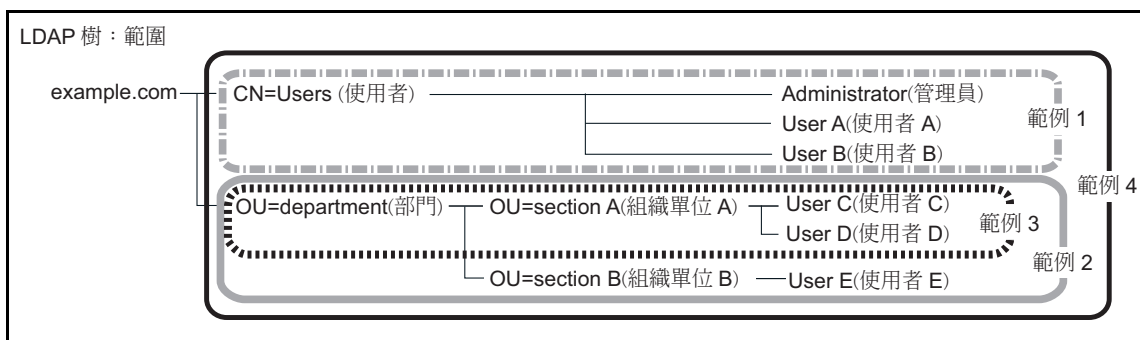 LDAP 樹：範圍
example.com
CN=Users (使用者)
Administrator(管理員)
User A(使用者 A)
User B(使用者 B)
範例 1
範例 4
OU=department(部門)
OU=section A(組織單位 A)
User C(使用者 C)
User D(使用者 D)
範例 3
範例 2
OU=section B(組織單位 B)
User E(使用者 E)